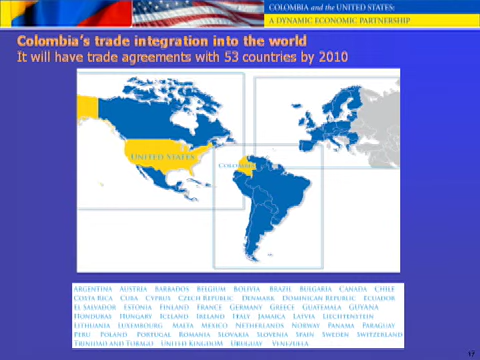 COLOMBIA and the UNITED STATES:
A DYNAMIC ECONOMIC PARTNERSHIP
Colombia's trade integration into the world
It will have trade agreements with 53 countries by 2010
UNITED STATES
COLOMBIA
ARGENTINA AUSTRIA BARBADOS BELGIUM BOLIVIA BRAZIL BULGARIA CANADA CHILE
COSTA RICA CUBA CYPRUS CZECH REPUBLIC DENMARK DOMINICAN REPUBLIC ECUADOR
EL SALVADOR ESTONIA FINLAND FRANCE GERMANY GREECE GUATEMALA GUYANA
HONDURAS HUNGARY ICELAND IRELAND ITALY JAMAICA LATVIA LIECHTENSTEIN
LITHUANIA LUXEMBOURG MALTA MEXICO NETHERLANDS NORWAY PANAMA PARAGUAY
PERU POLAND PORTUGAL ROMANIA SLOVAKIA SLOVENIA SPAIN SWEDEN SWITZERLAND
TRINIDAD AND TOBAGO UNITED KINGDOM URUGUAY VENEZUELA
17